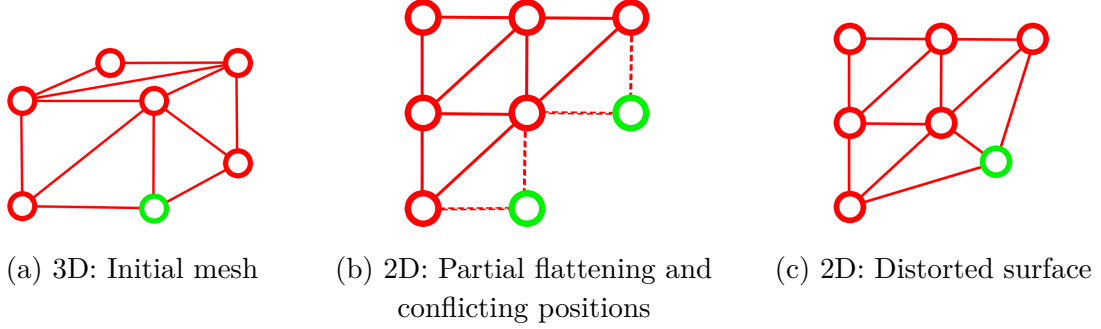 (a) 3D: Initial mesh
(b) 2D: Partial flattening and
conflicting positions
(c) 2D: Distorted surface